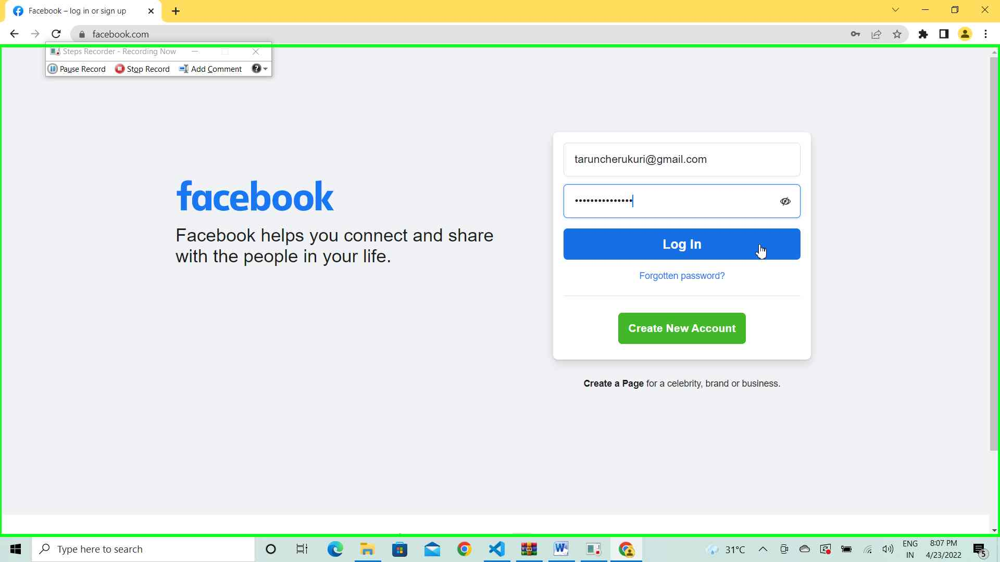 Facebook – log in or sign up
facebook.com
Steps Recorder - Recording Now
Pause Record Stop Record Add Comment
facebook
Facebook helps you connect and share
with the people in your life.
taruncherukuri@gmail.com
•••••••••••••••
Log In
Forgotten password?
Create New Account
Create a Page for a celebrity, brand or business.
Type here to search
31°C
ENG
IN
8:07 PM
4/23/2022
5